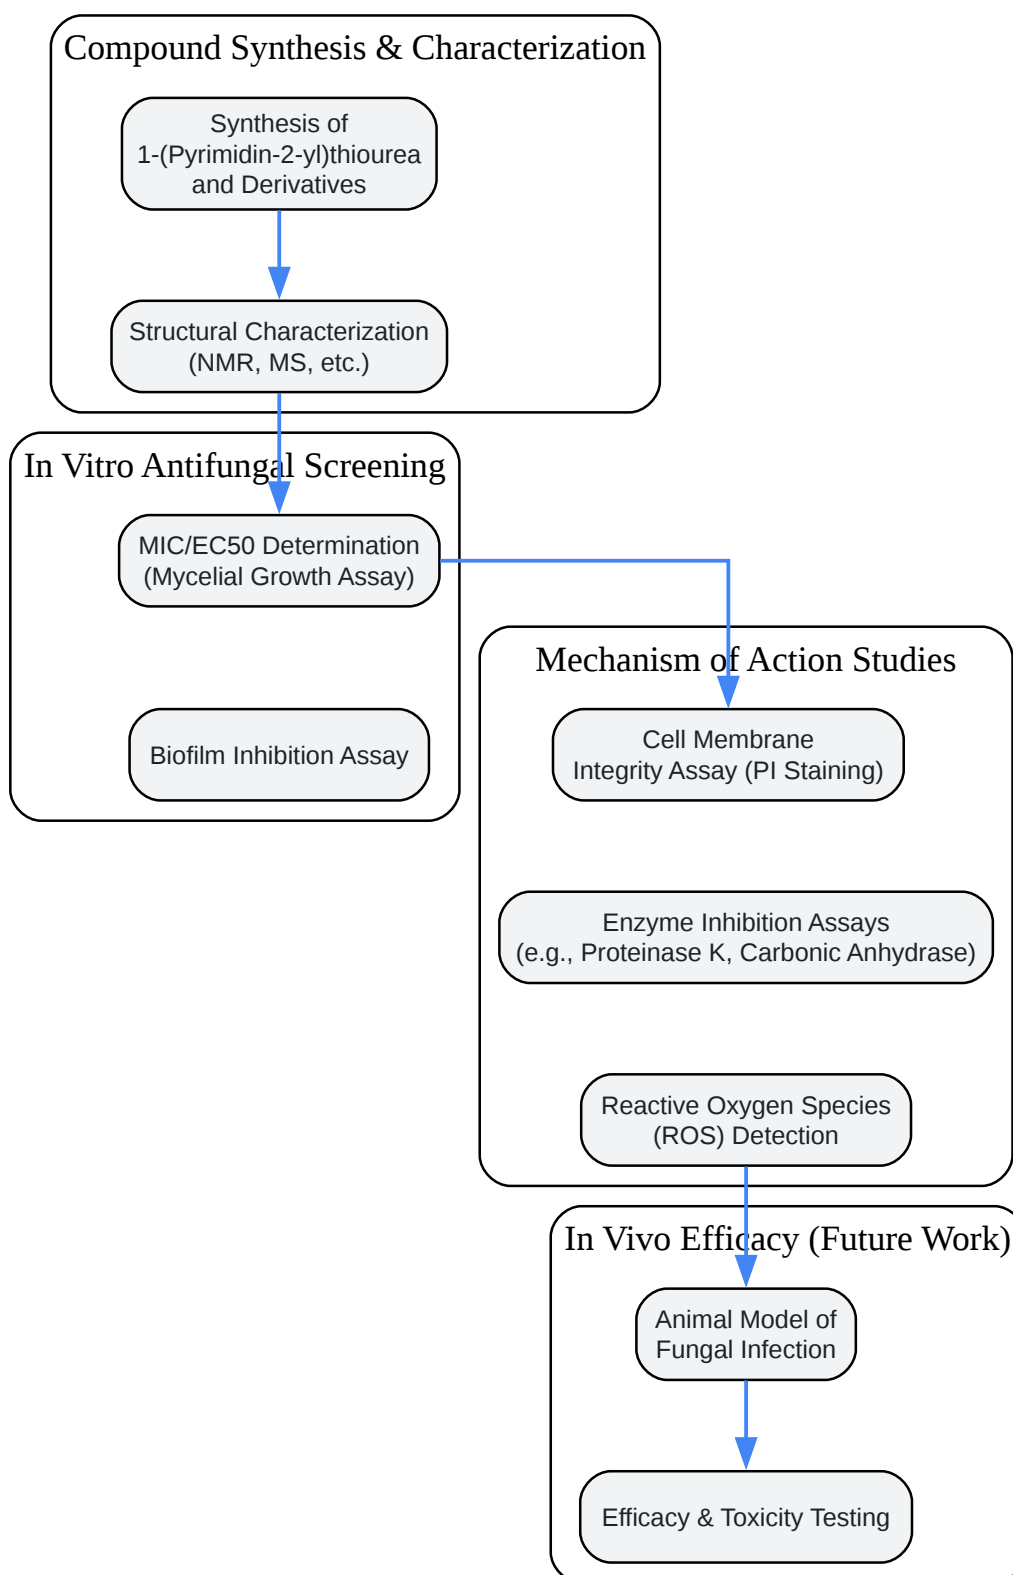 Compound Synthesis & Characterization
Synthesis of
1-(Pyrimidin-2-yl)thiourea
and Derivatives
Structural Characterization
(NMR, MS, etc.)
In Vitro Antifungal Screening
MIC/EC50 Determination
(Mycelial Growth Assay)
Biofilm Inhibition Assay
Mechanism of Action Studies
Cell Membrane
Integrity Assay (PI Staining)
Enzyme Inhibition Assays
(e.g., Proteinase K, Carbonic Anhydrase)
Reactive Oxygen Species
(ROS) Detection
In Vivo Efficacy (Future Work)
Animal Model of
Fungal Infection
Efficacy & Toxicity Testing